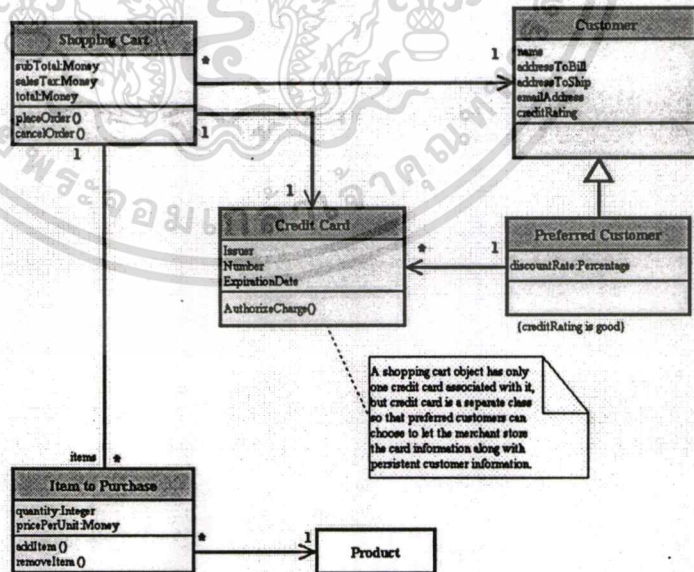 Shopping Cart
subTotal:Money
salesTax:Money
total:Money
placeOrder ()
cancelOrder ()
*
1
Customer
name
addressToBill
addressToShip
emailAddress
creditRating
1
1
1
Credit Card
Issuer
Number
ExpirationDate
AuthorizeCharge()
*
1
Preferred Customer
discountRate:Percentage
{creditRating is good}
A shopping cart object has only
one credit card associated with it,
but credit card is a separate class
so that preferred customers can
choose to let the merchant store
the card information along with
persistent customer information.
items *
Item to Purchase
quantity:Integer
pricePerUnit:Money
addItem ()
removeItem ()
*
1
Product